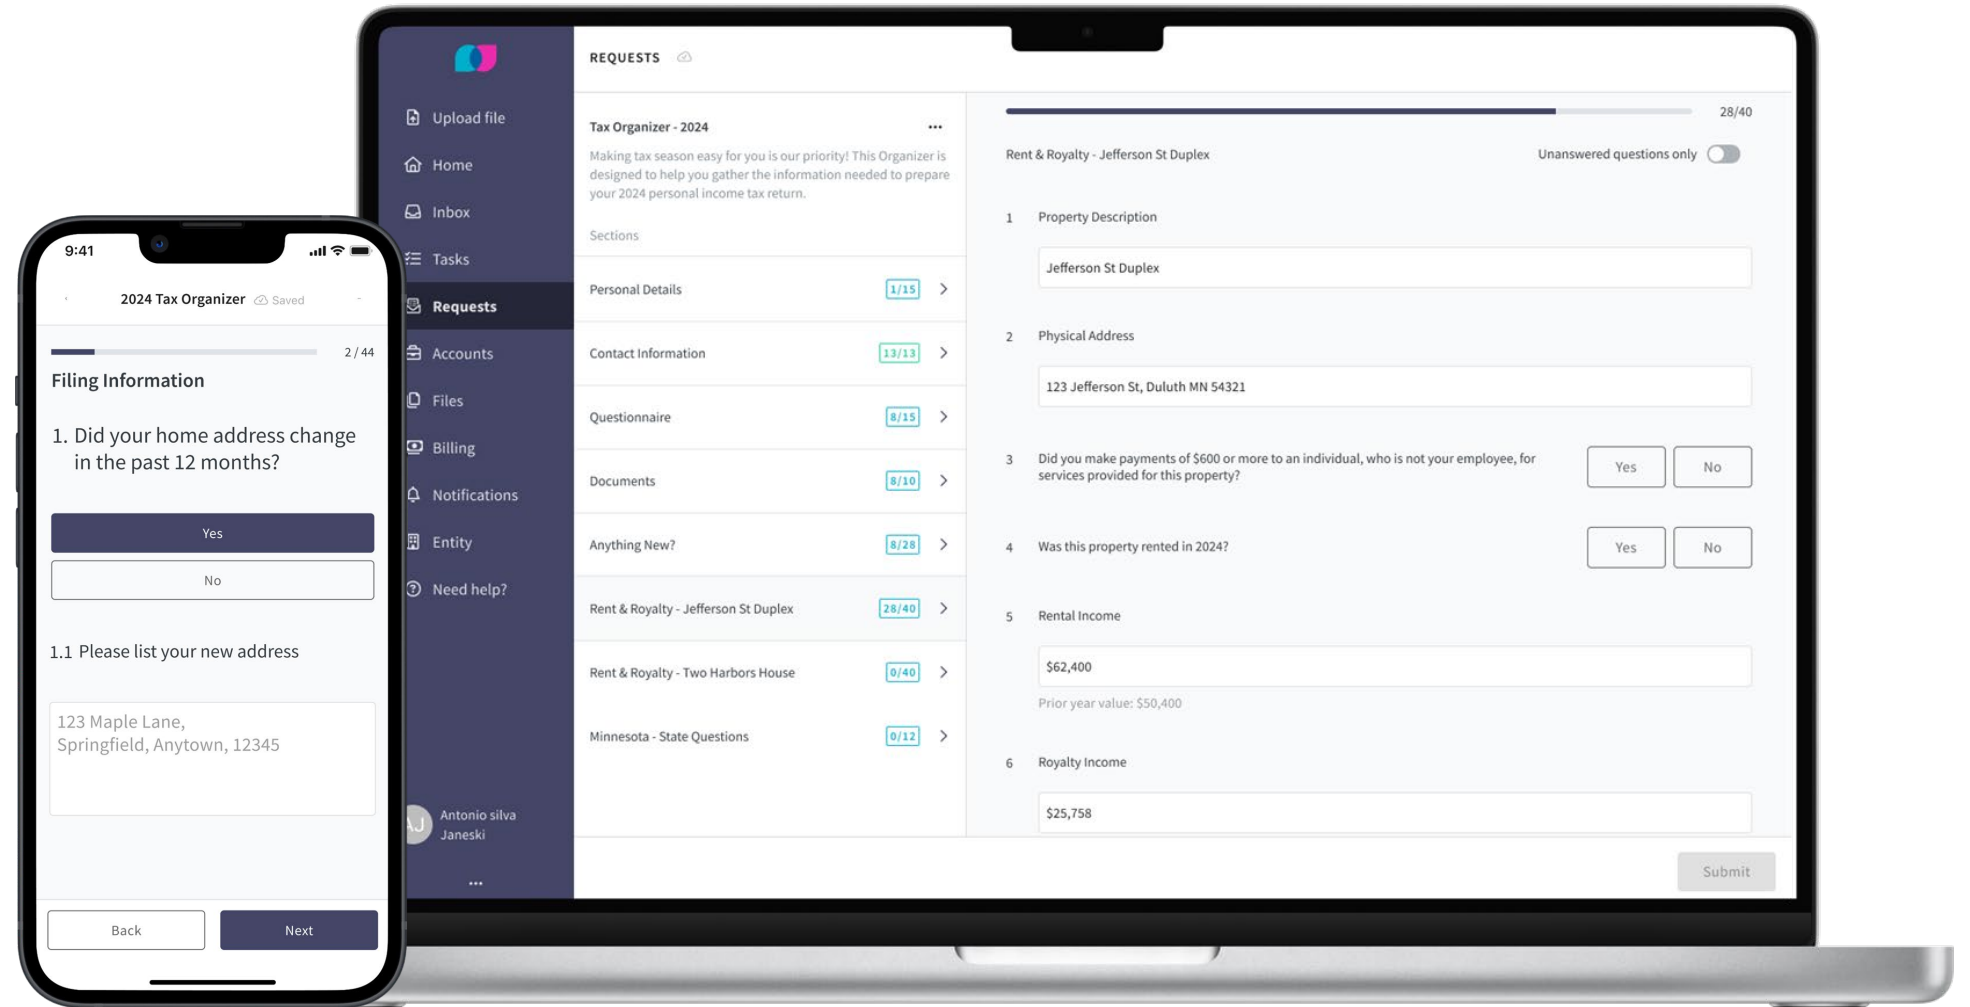 9:41
2024 Tax Organizer Saved
2 / 44
Filing Information
1. Did your home address change
in the past 12 months?
Yes
No
1.1 Please list your new address
123 Maple Lane,
Springfield, Anytown, 12345
Back
Next
Upload file
Home
Inbox
Tasks
Requests
Accounts
Files
Billing
Notifications
Entity
Need help?
AJ
Antonio silva
Janeski
...
REQUESTS
Tax Organizer - 2024
...
Making tax season easy for you is our priority! This Organizer is
designed to help you gather the information needed to prepare
your 2024 personal income tax return.
Sections
Personal Details 1/15
Contact Information 13/13
Questionnaire 8/15
Documents 8/10
Anything New? 8/28
Rent & Royalty - Jefferson St Duplex 28/40
Rent & Royalty - Two Harbors House 0/40
Minnesota - State Questions 0/12
28/40
Rent & Royalty - Jefferson St Duplex
Unanswered questions only
1 Property Description
Jefferson St Duplex
2 Physical Address
123 Jefferson St, Duluth MN 54321
3 Did you make payments of $600 or more to an individual, who is not your employee, for
services provided for this property?
Yes No
4 Was this property rented in 2024?
Yes No
5 Rental Income
$62,400
Prior year value: $50,400
6 Royalty Income
$25,758
Submit